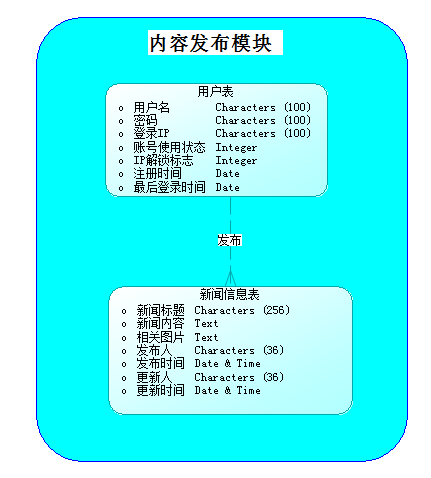 内容发布模块
用户表
o 用户名 Characters (100)
o 密码 Characters (100)
o 登录IP Characters (100)
o 账号使用状态 Integer
o IP解锁标志 Integer
o 注册时间 Date
o 最后登录时间 Date
发布
新闻信息表
o 新闻标题 Characters (256)
o 新闻内容 Text
o 相关图片 Text
o 发布人 Characters (36)
o 发布时间 Date & Time
o 更新人 Characters (36)
o 更新时间 Date & Time